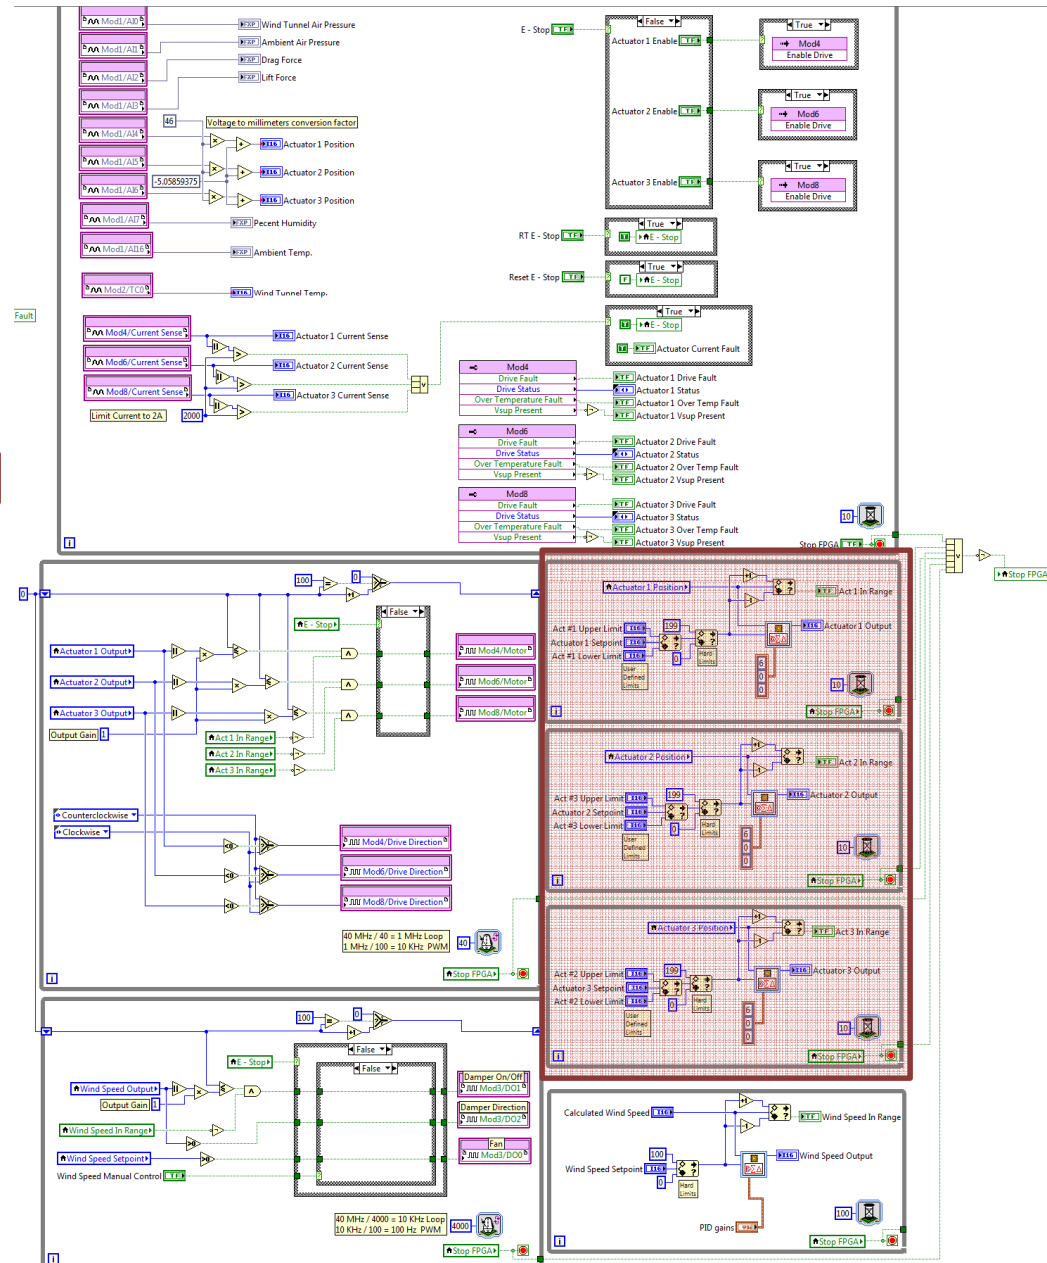 Mod1/AI0
Wind Tunnel Air Pressure
Mod1/AI1
Ambient Air Pressure
Mod1/AI2
Drag Force
Mod1/AI3
Lift Force
46
Voltage to millimeters conversion factor
Mod1/AI4
Actuator 1 Position
Mod1/AI5
Actuator 2 Position
-5.05859375
Mod1/AI6
Actuator 3 Position
Mod1/AI7
Pecent Humidity
Mod1/AI16
Ambient Temp.
Mod2/TC0
Wind Tunnel Temp.
Fault
Mod4/Current Sense
Actuator 1 Current Sense
Mod6/Current Sense
Actuator 2 Current Sense
Mod8/Current Sense
Actuator 3 Current Sense
Limit Current to 2A
2000
E - Stop
False
Actuator 1 Enable
Actuator 2 Enable
Actuator 3 Enable
True
Mod4
Enable Drive
True
Mod6
Enable Drive
True
Mod8
Enable Drive
RT E - Stop
True
E - Stop
Reset E - Stop
True
E - Stop
True
E - Stop
Actuator Current Fault
Mod4
Drive Fault
Actuator 1 Drive Fault
Drive Status
Actuator 1 Status
Over Temperature Fault
Actuator 1 Over Temp Fault
Vsup Present
Actuator 1 Vsup Present
Mod6
Drive Fault
Actuator 2 Drive Fault
Drive Status
Actuator 2 Status
Over Temperature Fault
Actuator 2 Over Temp Fault
Vsup Present
Actuator 2 Vsup Present
Mod8
Drive Fault
Actuator 3 Drive Fault
Drive Status
Actuator 3 Status
Over Temperature Fault
Actuator 3 Over Temp Fault
Vsup Present
Actuator 3 Vsup Present
10
Stop FPGA
Stop FPGA
0
100
0
False
E - Stop
Actuator 1 Output
Mod4/Motor
Actuator 2 Output
Mod6/Motor
Actuator 3 Output
Mod8/Motor
Output Gain
1
Act 1 In Range
Act 2 In Range
Act 3 In Range
Counterclockwise
Clockwise
Mod4/Drive Direction
Mod6/Drive Direction
Mod8/Drive Direction
40 MHz / 40 = 1 MHz Loop
1 MHz / 100 = 10 KHz PWM
40
Stop FPGA
Actuator 1 Position
Act 1 In Range
Act #1 Upper Limit
199
Actuator 1 Output
Actuator 1 Setpoint
Act #1 Lower Limit
0
User
Defined
Limits
Hard
Limits
6
0
0
10
Stop FPGA
Actuator 2 Position
Act 2 In Range
Act #3 Upper Limit
199
Actuator 2 Output
Actuator 2 Setpoint
Act #3 Lower Limit
0
User
Defined
Limits
Hard
Limits
6
0
0
10
Stop FPGA
Actuator 3 Position
Act 3 In Range
Act #2 Upper Limit
199
Actuator 3 Output
Actuator 3 Setpoint
Act #2 Lower Limit
0
User
Defined
Limits
Hard
Limits
6
0
0
10
Stop FPGA
100
0
False
E - Stop
False
Wind Speed Output
Output Gain
1
Damper On/Off
Mod3/DO1
Damper Direction
Mod3/DO2
Wind Speed In Range
Fan
Mod3/DO0
Wind Speed Setpoint
Wind Speed Manual Control
40 MHz / 4000 = 10 KHz Loop
10 KHz / 100 = 100 Hz PWM
4000
Stop FPGA
Calculated Wind Speed
Wind Speed In Range
100
Wind Speed Output
Wind Speed Setpoint
0
Hard
Limits
PID gains
100
Stop FPGA